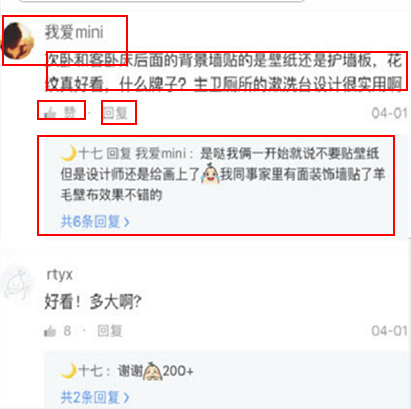 我爱mini
次卧和客卧床后面的背景墙贴的是壁纸还是护墙板，花
纹真好看，什么牌子？主卫厕所的漱洗台设计很实用啊
赞 · 回复 04-01
🌙十七 回复 我爱mini：是哒我俩一开始就说不要贴壁纸
但是设计师还是给画上了我同事家里有面装饰墙贴了羊
毛壁布效果不错的
共6条回复 >
rtyx
好看！多大啊？
8 · 回复 04-01
🌙十七：谢谢200+
共2条回复 >